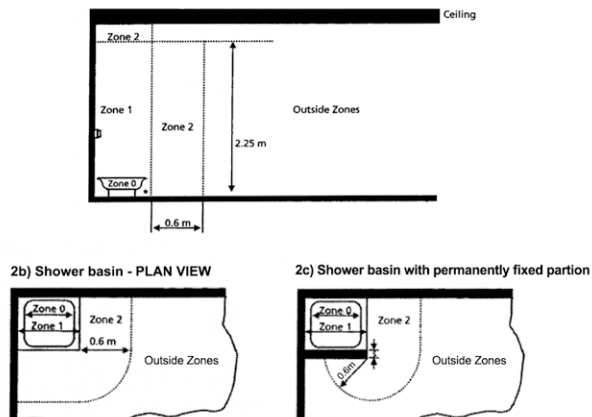 Ceiling
Zone 2
Zone 1
Zone 2
Outside Zones
2.25 m
Zone 0
0.6 m
2b) Shower basin - PLAN VIEW
2c) Shower basin with permanently fixed partion
Zone 0
Zone 1
Zone 2
0.6 m
Outside Zones
Zone 0
Zone 1
Zone 2
0.6m
Outside Zones